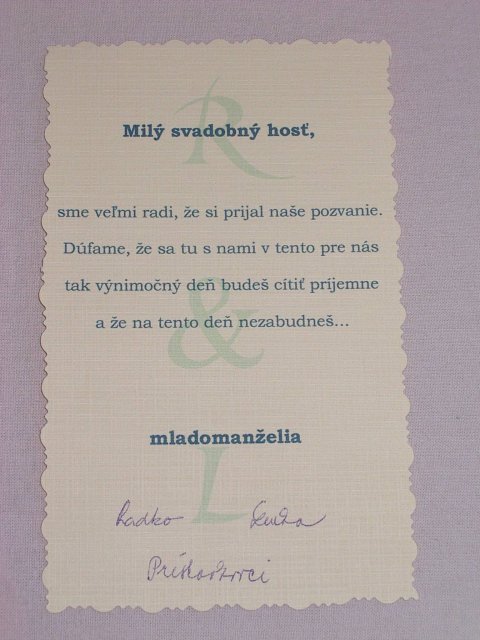 R
Milý svadobný hosť,
sme veľmi radi, že si prijal naše pozvanie.
Dúfame, že sa tu s nami v tento pre nás
tak výnimočný deň budeš cítiť príjemne
a že na tento deň nezabudneš...
&
mladomanželia
L
Radko